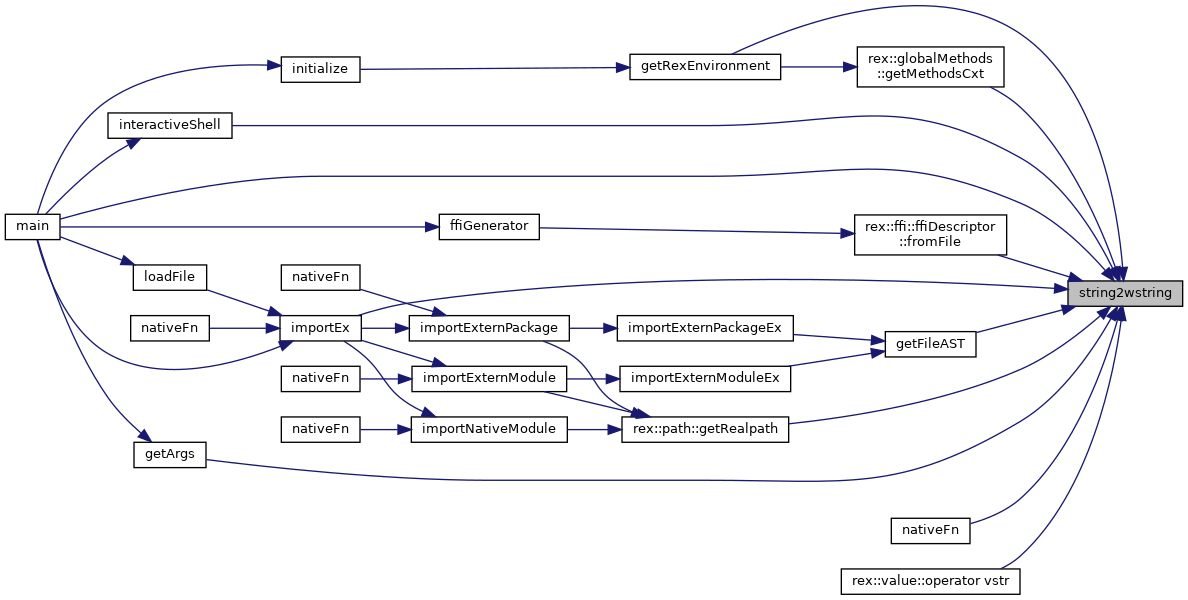 getRexEnvironment
rex::globalMethods
::getMethodsCxt
initialize
interactiveShell
main
ffiGenerator
rex::ffi::ffiDescriptor
::fromFile
loadFile
nativeFn
string2wstring
nativeFn
importEx
importExternPackage
importExternPackageEx
getFileAST
nativeFn
importExternModule
importExternModuleEx
nativeFn
importNativeModule
rex::path::getRealpath
getArgs
nativeFn
rex::value::operator vstr